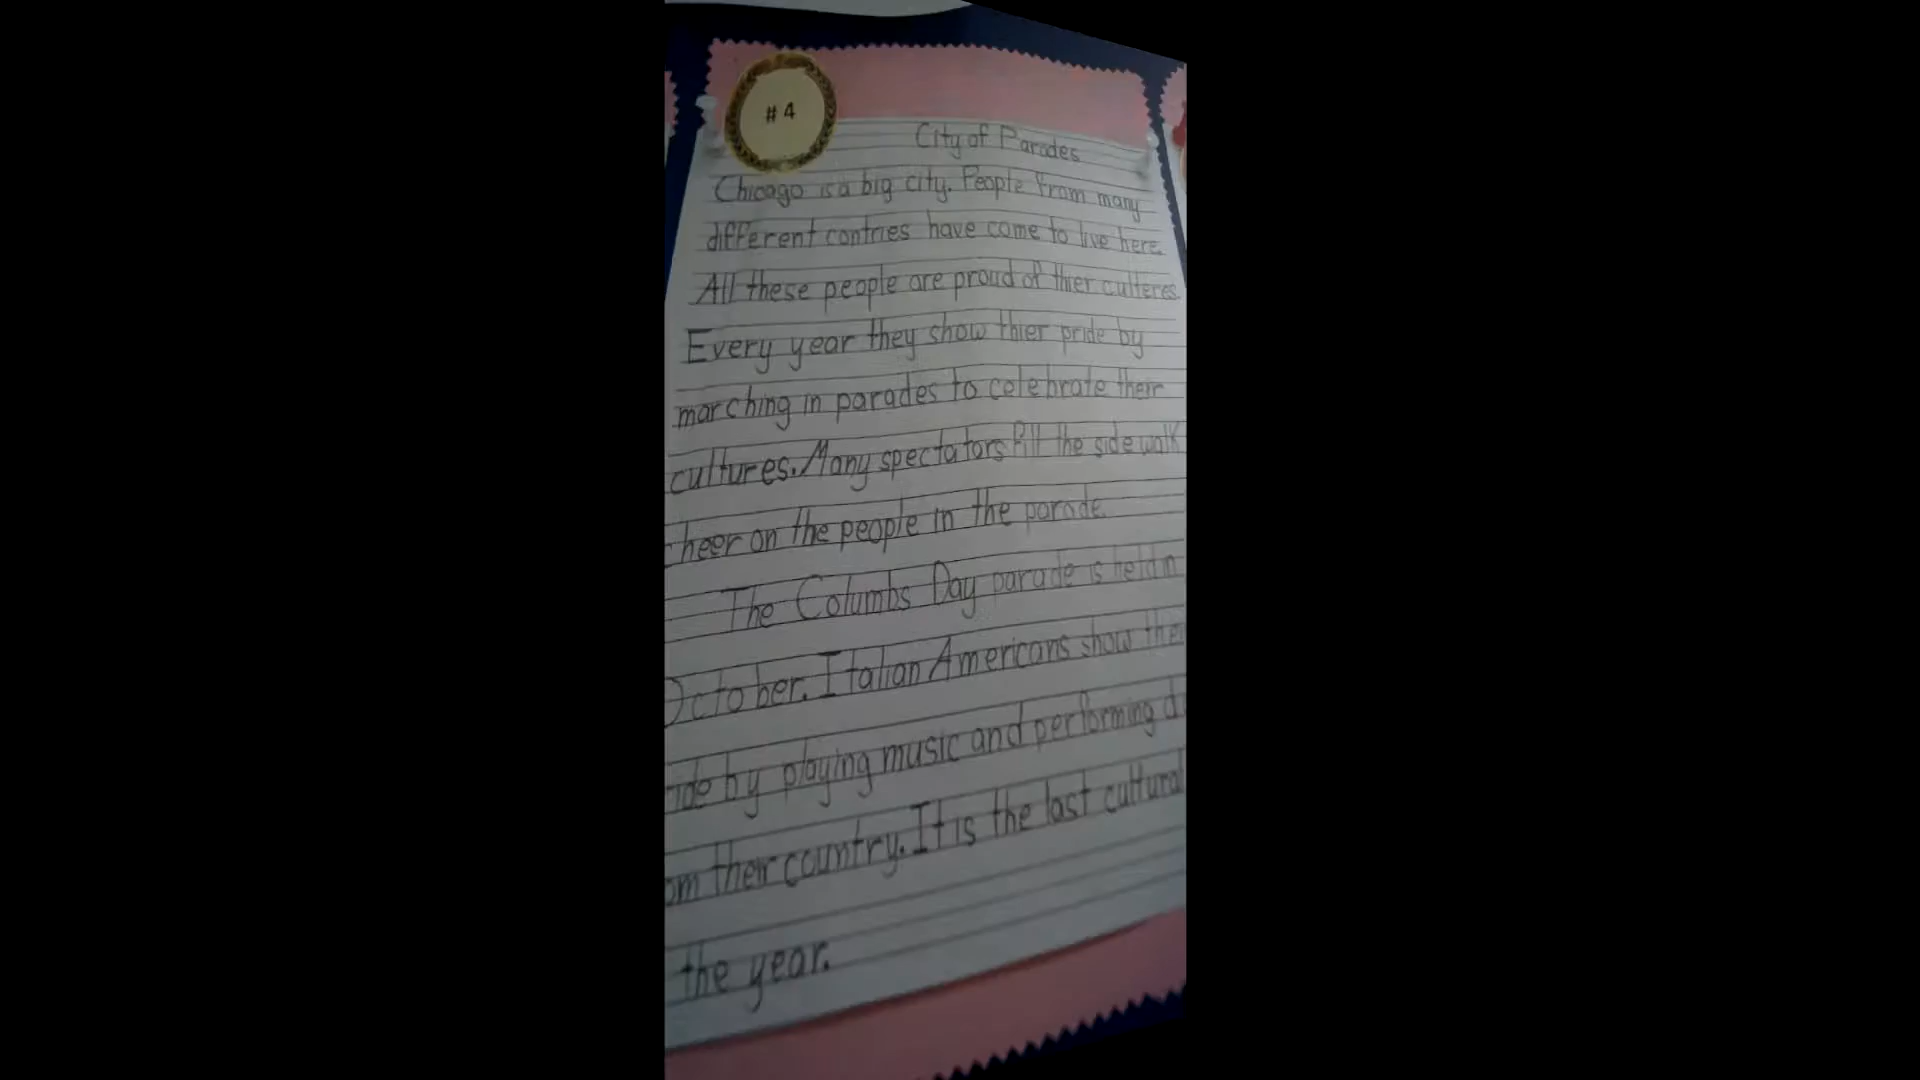 #4
City of Parades
Chicago is a big city. People from many
different contries have come to live here.
All these people are proud of thier culteres.
Every year they show thier pride by
marching in parades to celebrate their
cultures. Many spectators fill the sidewalk
cheer on the people in the parade.
The Columbs Day parade is held in
October. Italian Americans show
by playing music and performing
their country. It is the last cultural
the year.